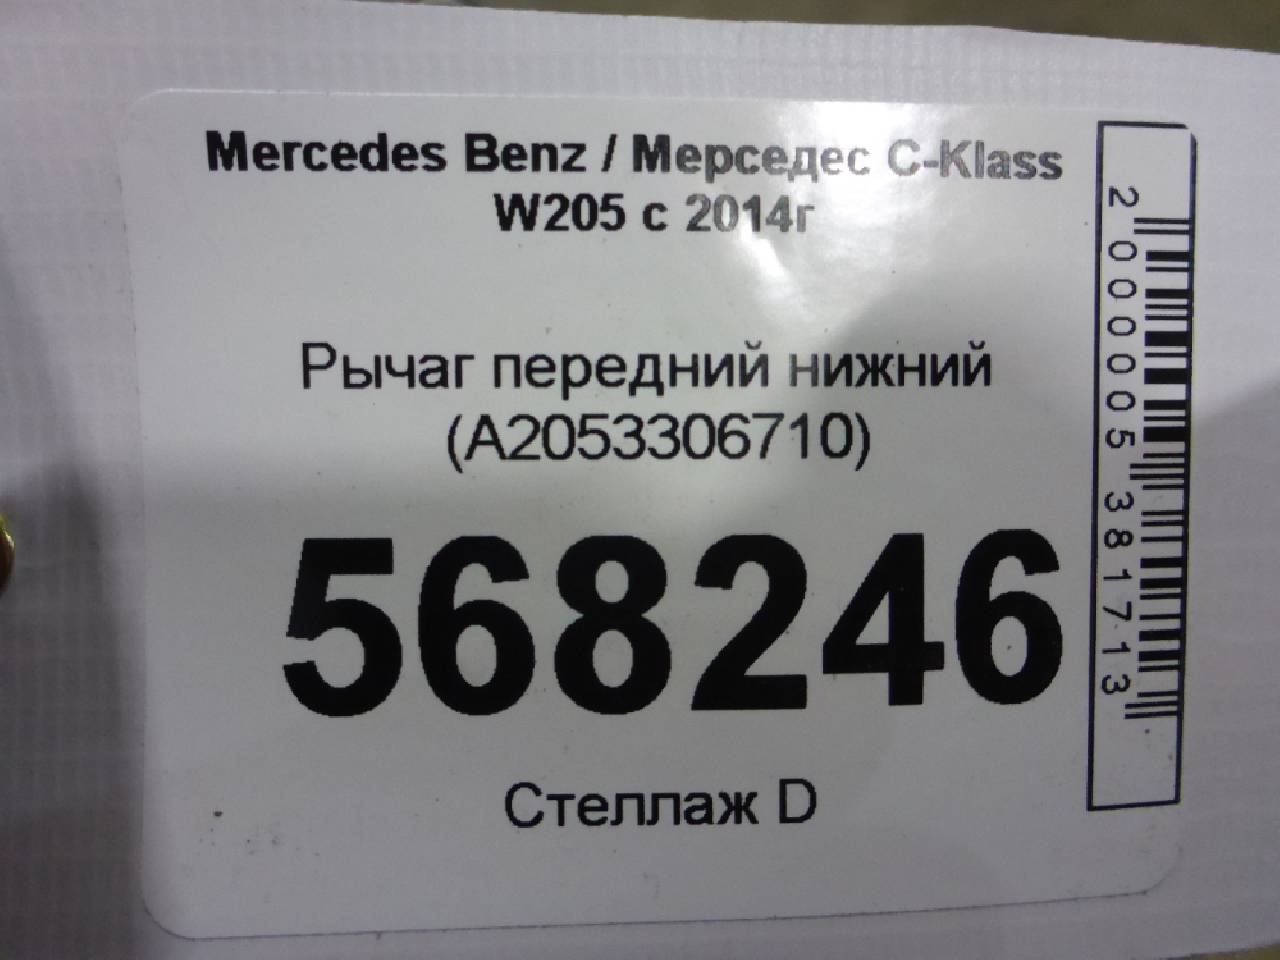 Mercedes Benz / Мерседес C-Klass
W205 с 2014г
Рычаг передний нижний
(A2053306710)
568246
Стеллаж D
2000005381713